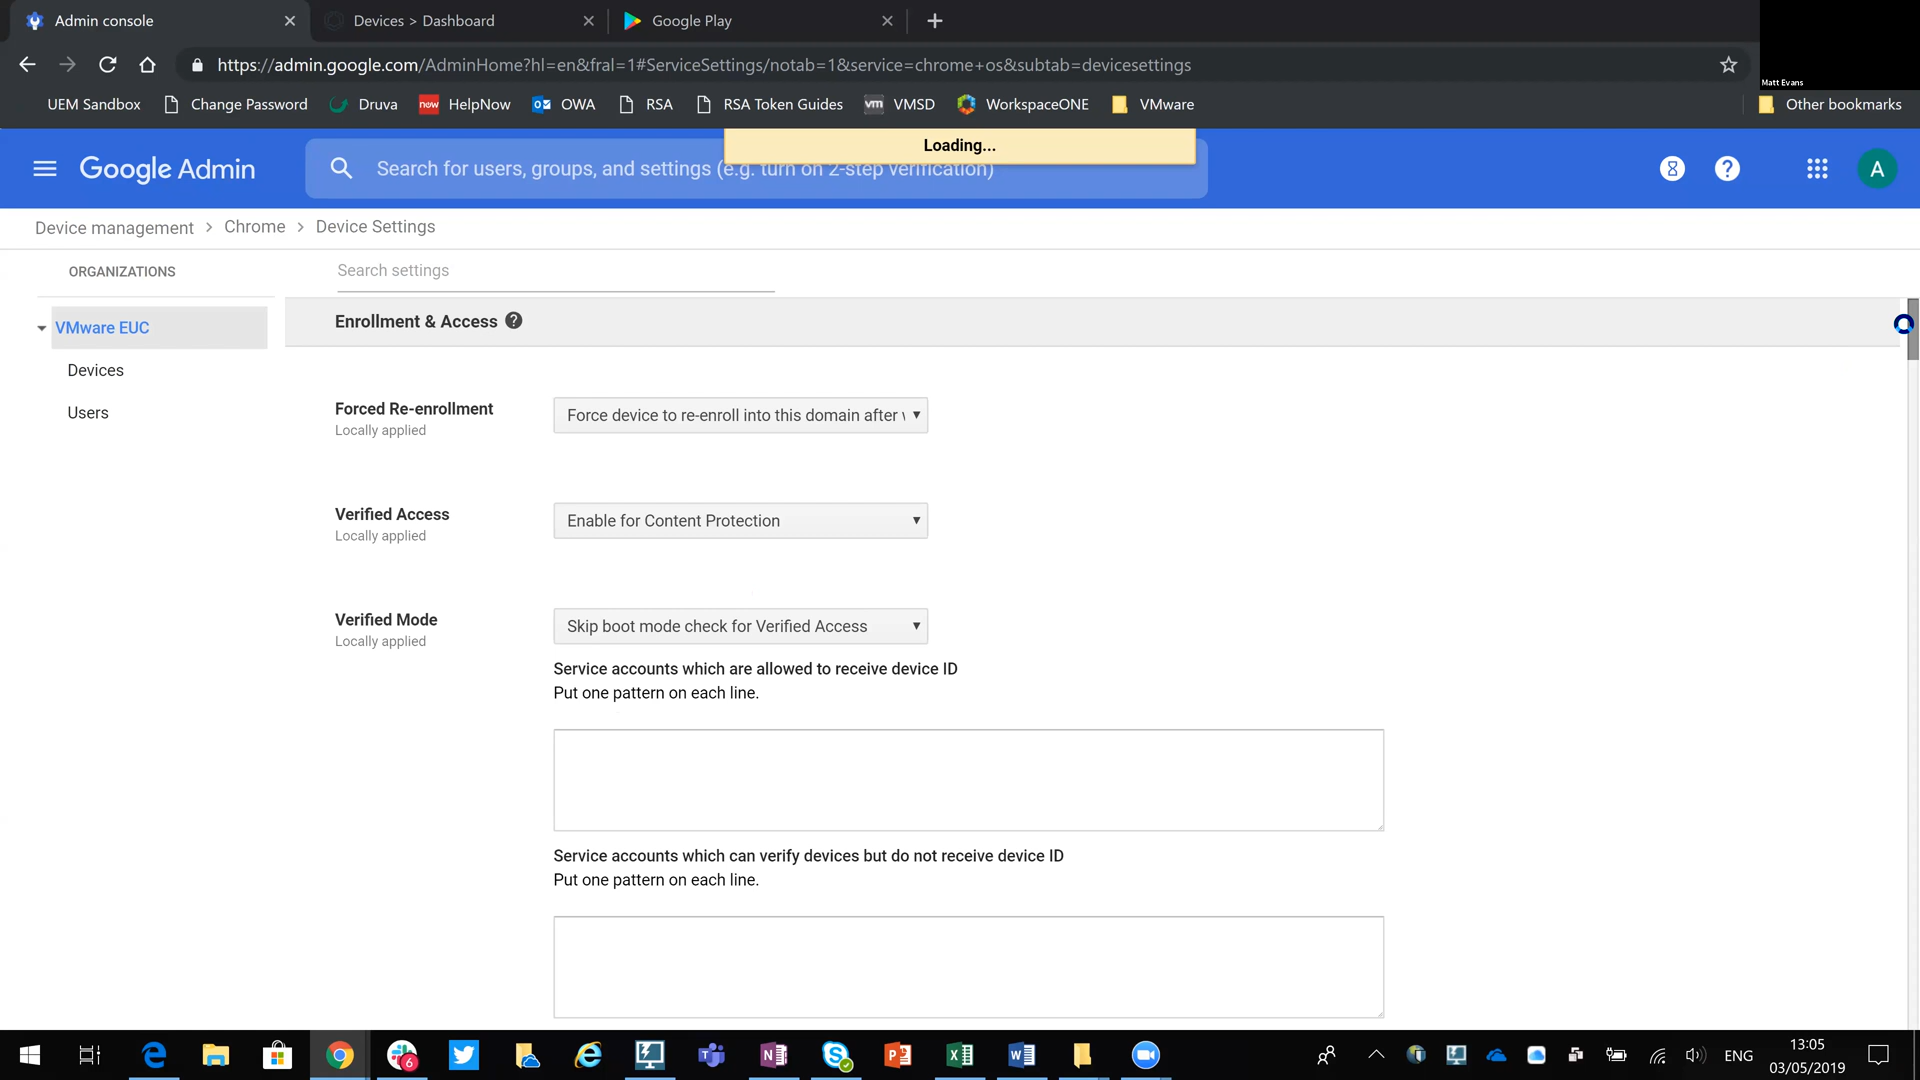 Admin console
Devices > Dashboard
Google Play
https://admin.google.com/AdminHome?hl=en&fral=1#ServiceSettings/notab=1&service=chrome+os&subtab=devicesettings
Matt Evans
UEM Sandbox
Change Password
Druva
now
HelpNow
OWA
RSA
RSA Token Guides
vm
VMSD
WorkspaceONE
VMware
Other bookmarks
Loading...
Google Admin
Search for users, groups, and settings (e.g. turn on 2-step verification)
A
Device management > Chrome > Device Settings
ORGANIZATIONS
Search settings
VMware EUC
Devices
Users
Enrollment & Access
Forced Re-enrollment
Locally applied
Force device to re-enroll into this domain after
Verified Access
Locally applied
Enable for Content Protection
Verified Mode
Locally applied
Skip boot mode check for Verified Access
Service accounts which are allowed to receive device ID
Put one pattern on each line.
Service accounts which can verify devices but do not receive device ID
Put one pattern on each line.
6
ENG
13:05
03/05/2019